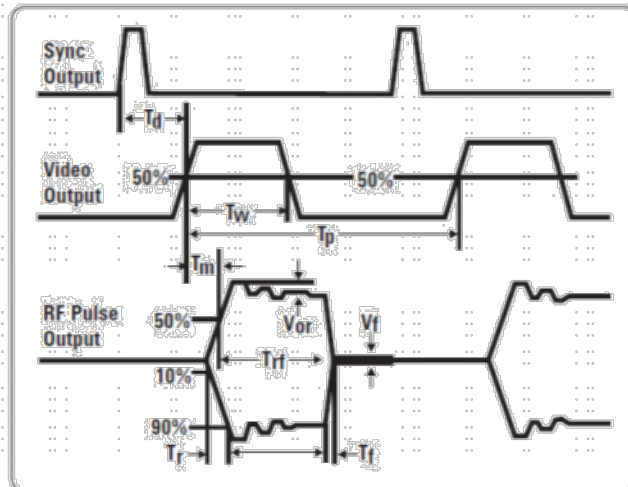 Sync
Output
Td
Video
Output
50%
50%
Tw
Tp
Tm
RF Pulse
Output
50%
Vor
Vf
Trf
10%
90%
Tr
Tf